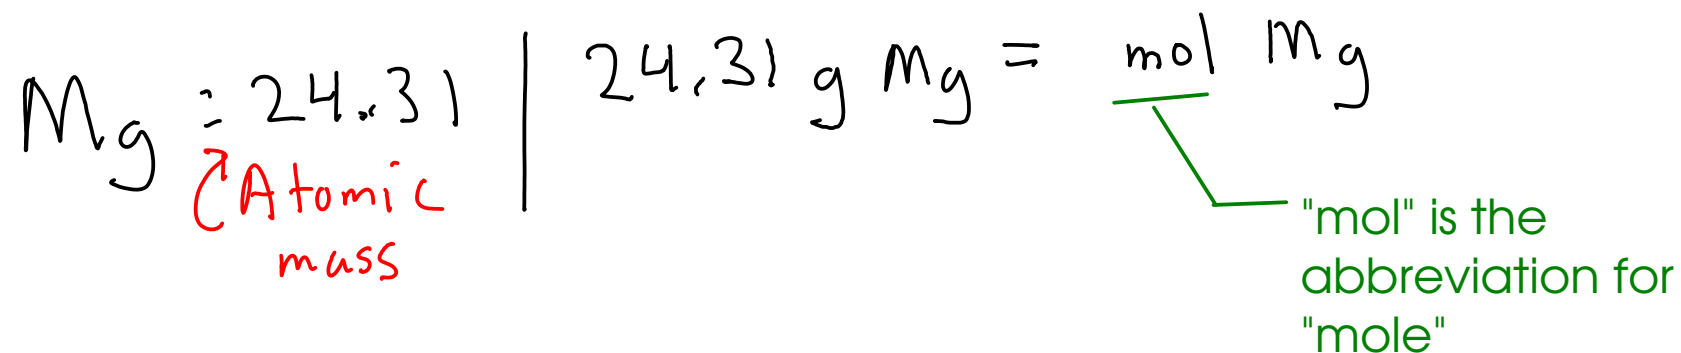 Mg : 24.31 | 24.31 g Mg = mol Mg
Atomic
mass
"mol" is the
abbreviation for
"mole"